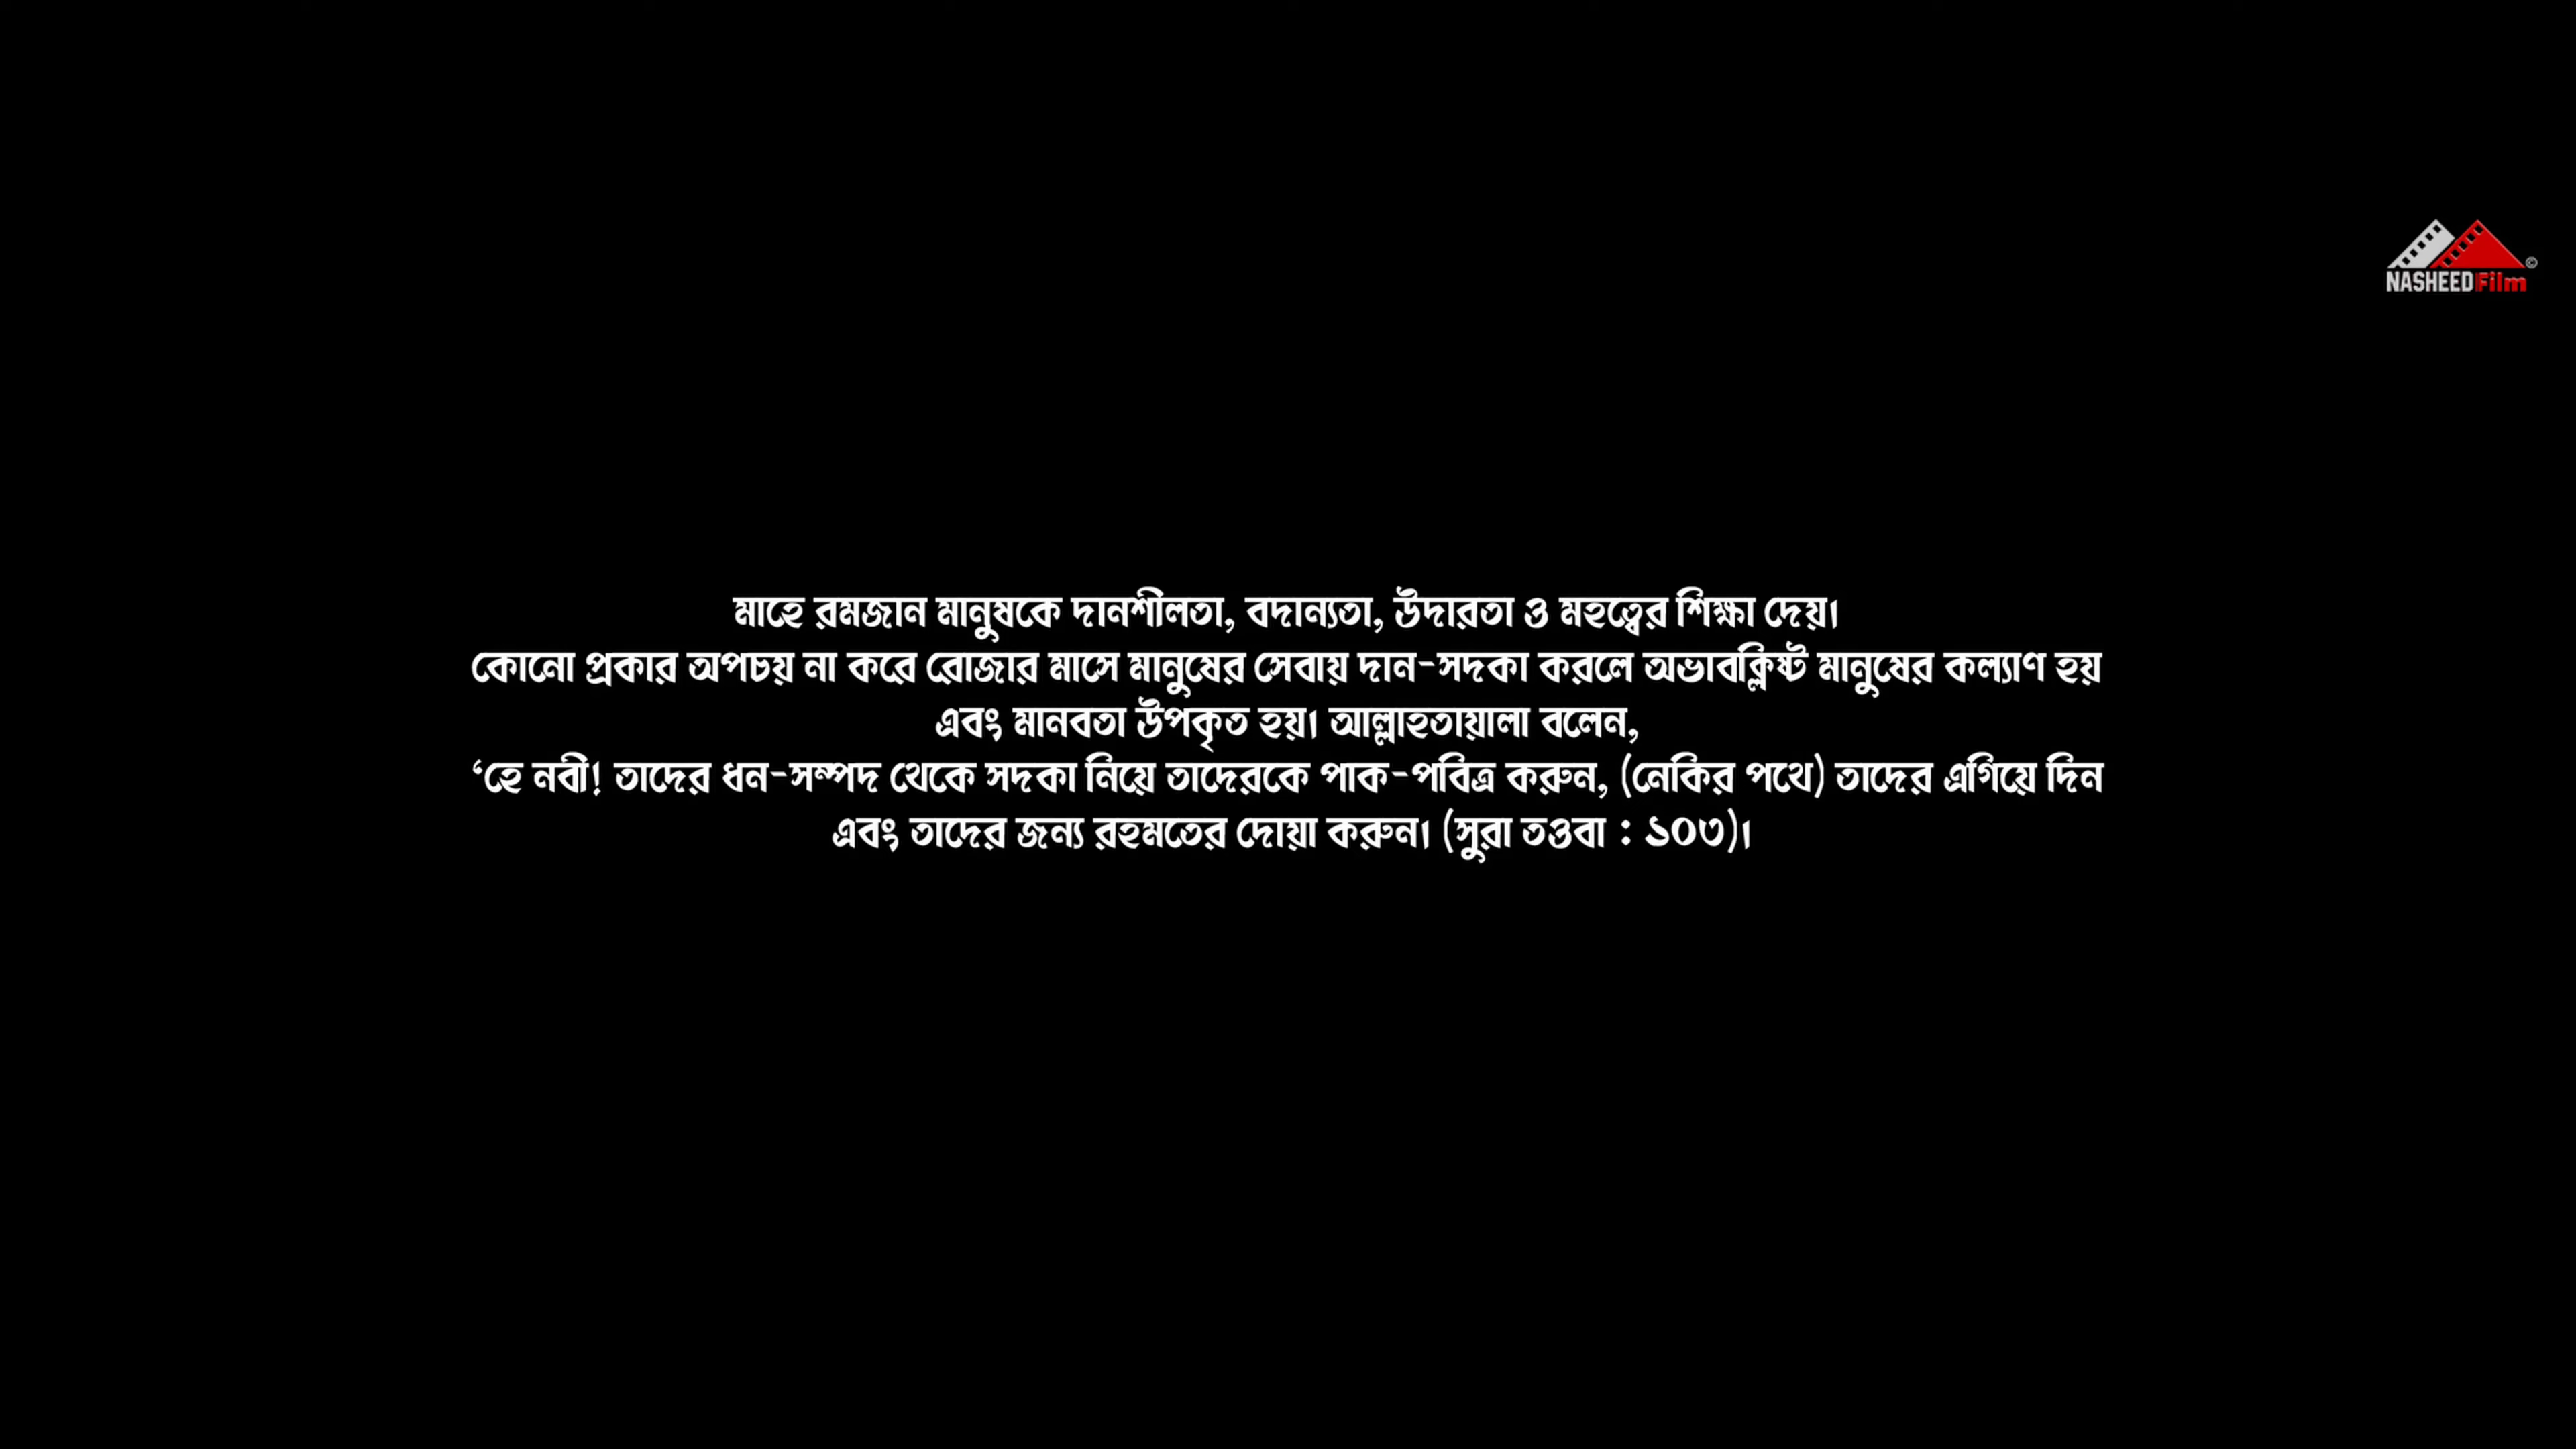 NASHEEDFilm©
মাহে রমজান মানুষকে দানশীলতা, বদান্যতা, উদারতা ও মহত্ত্বের শিক্ষা দেয়।
কোনো প্রকার অপচয় না করে রোজার মাসে মানুষের সেবায় দান-সদকা করলে অভাবক্লিষ্ট মানুষের কল্যাণ হয়
এবং মানবতা উপকৃত হয়। আল্লাহতায়ালা বলেন,
‘হে নবী! তাদের ধন-সম্পদ থেকে সদকা নিয়ে তাদেরকে পাক-পবিত্র করুন, (নেকির পথে) তাদের এগিয়ে দিন
এবং তাদের জন্য রহমতের দোয়া করুন। (সুরা তওবা : ১০৩)।